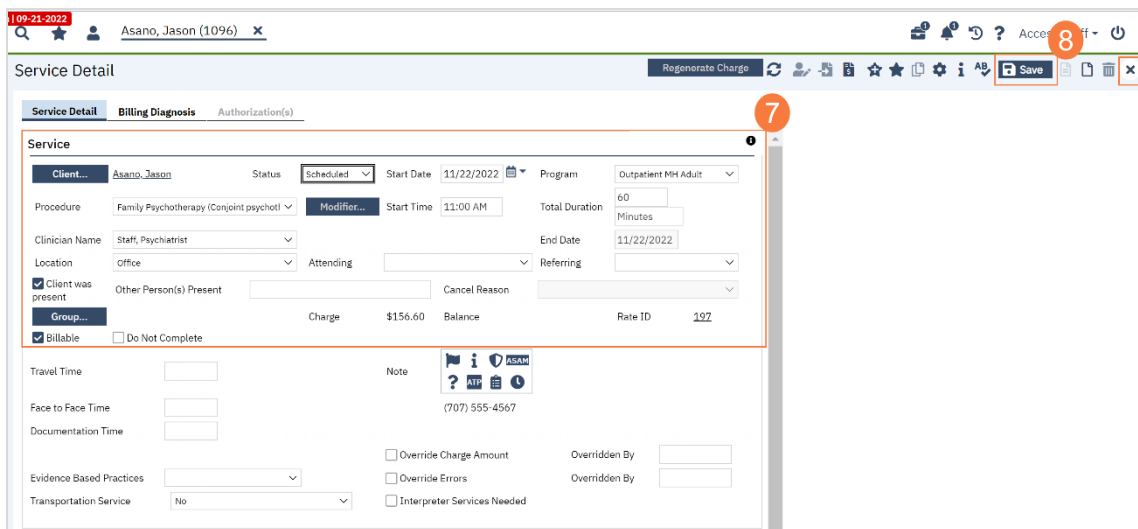 | 09-21-2022
Asano, Jason (1096) X
1 1 ? Acces ff
8
Service Detail Regenerate Charge $ i AB Save X
Service Detail Billing Diagnosis Authorization(s)
7
Service
Client... Asano, Jason Status Scheduled Start Date 11/22/2022 Program Outpatient MH Adult
Procedure Family Psychotherapy (Conjoint psychotl Modifier... Start Time 11:00 AM Total Duration 60
Minutes
Clinician Name Staff, Psychiatrist End Date 11/22/2022
Location Office Attending Referring
Client was present Other Person(s) Present Cancel Reason
Group... Charge $156.60 Balance Rate ID 197
Billable Do Not Complete
Travel Time Note i ASAM
? ATP
Face to Face Time (707) 555-4567
Documentation Time
Override Charge Amount Overridden By
Evidence Based Practices Override Errors Overridden By
Transportation Service No Interpreter Services Needed